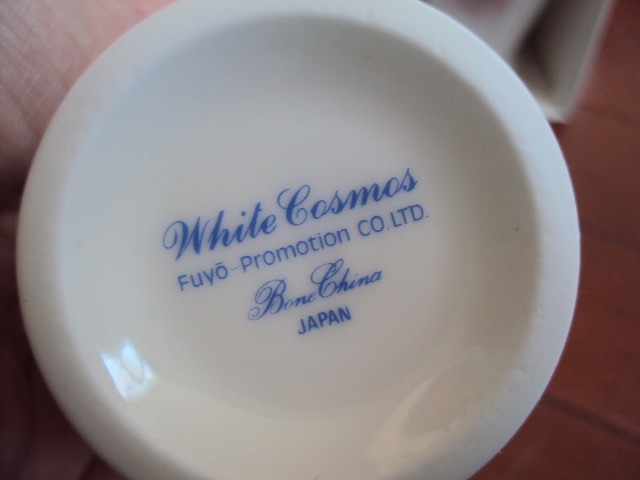 White Cosmos
Fuyō-Promotion CO.LTD.
Bone China
JAPAN